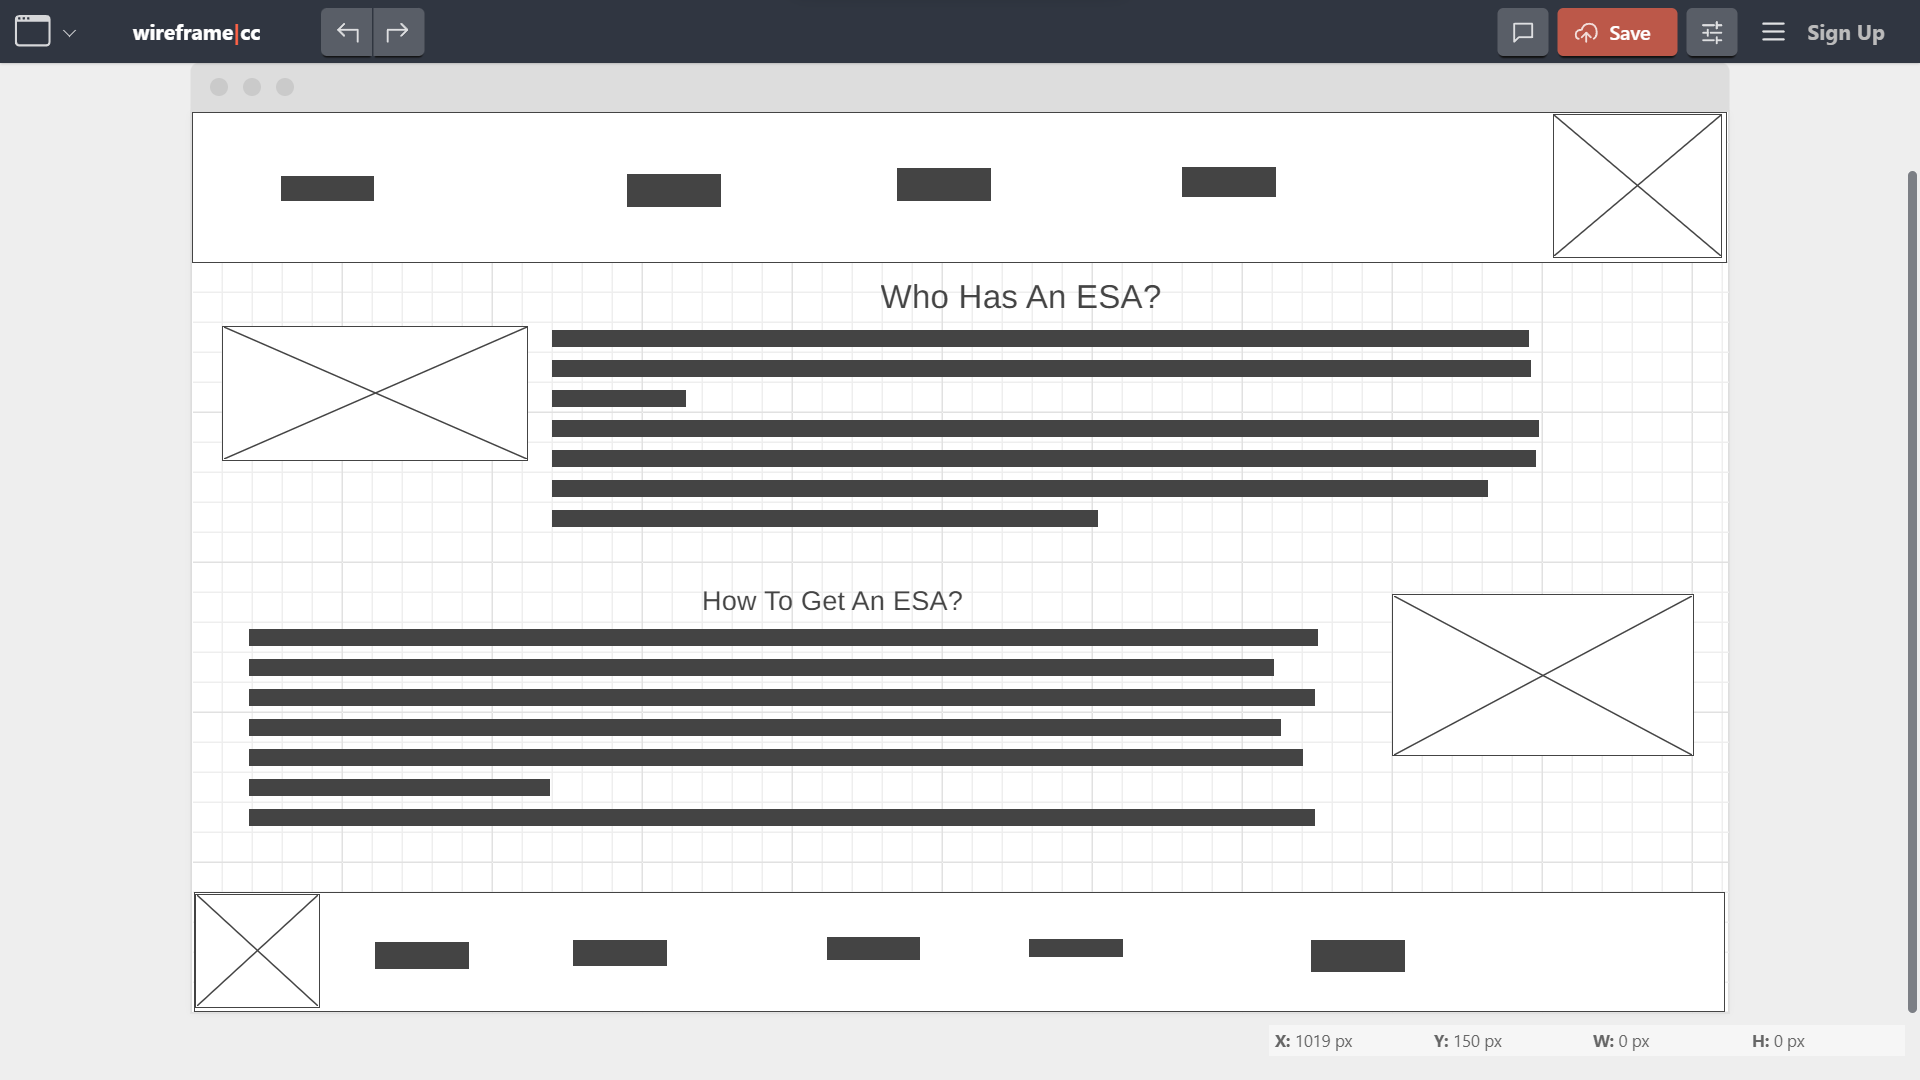 wireframe|cc
Save
Sign Up
Who Has An ESA?
How To Get An ESA?
X: 1019 px Y: 150 px W: 0 px H: 0 px